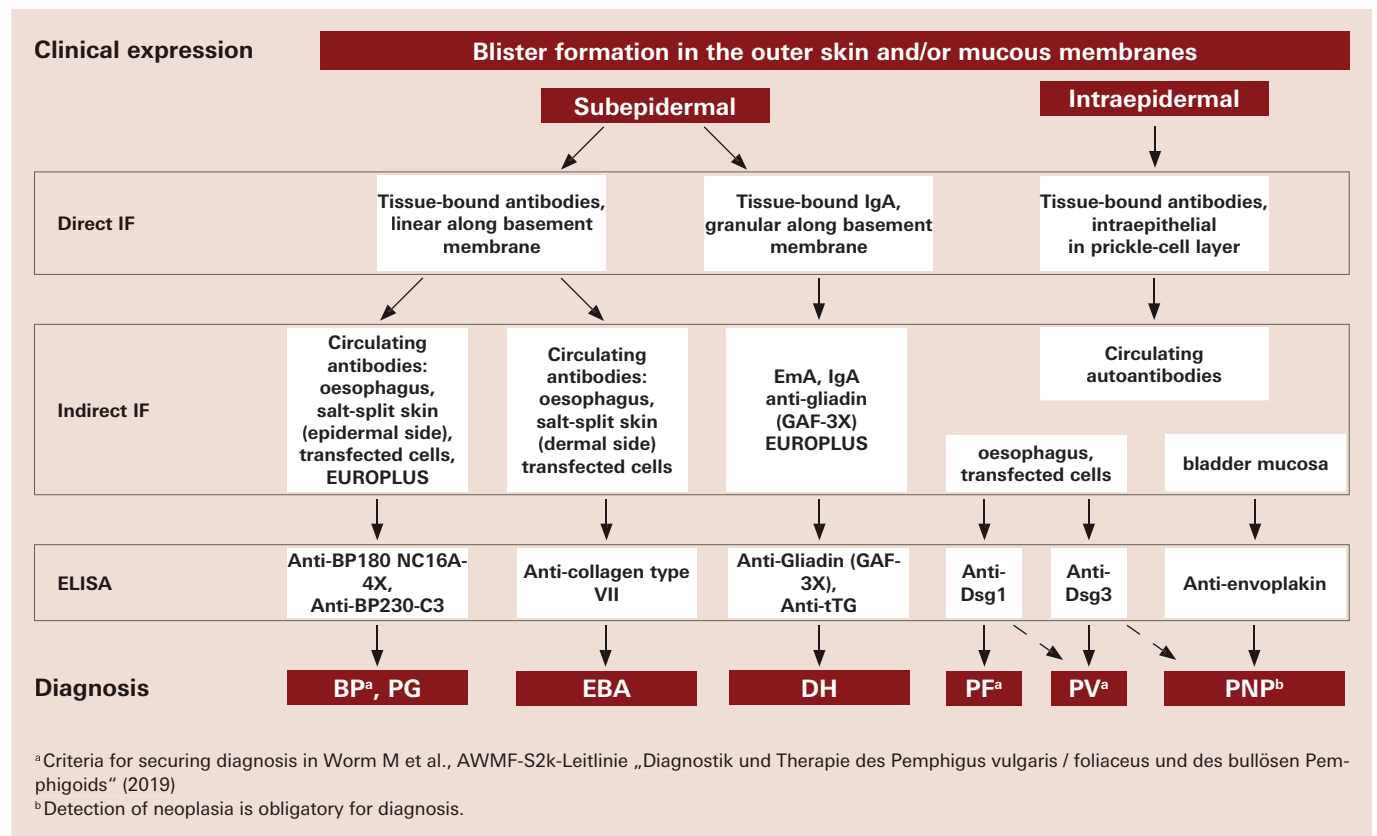 Clinical expression
Blister formation in the outer skin and/or mucous membranes
Subepidermal
Intraepidermal
Direct IF
Tissue-bound antibodies,
linear along basement
membrane
Tissue-bound IgA,
granular along basement
membrane
Tissue-bound antibodies,
intraepithelial
in prickle-cell layer
Indirect IF
Circulating
antibodies:
oesophagus,
salt-split skin
(epidermal side),
transfected cells,
EUROPLUS
Circulating
antibodies:
oesophagus,
salt-split skin
(dermal side)
transfected cells
EmA, IgA
anti-gliadin
(GAF-3X)
EUROPLUS
Circulating
autoantibodies
oesophagus,
transfected cells
bladder mucosa
ELISA
Anti-BP180 NC16A-
4X,
Anti-BP230-C3
Anti-collagen type
VII
Anti-Gliadin (GAF-
3X),
Anti-tTG
Anti-
Dsg1
Anti-
Dsg3
Anti-envoplakin
Diagnosis
BPᵃ, PG
EBA
DH
PFᵃ
PVᵃ
PNPᵇ
ᵃ Criteria for securing diagnosis in Worm M et al., AWMF-S2k-Leitlinie „Diagnostik und Therapie des Pemphigus vulgaris / foliaceus und des bullösen Pem-
phigoids“ (2019)
ᵇ Detection of neoplasia is obligatory for diagnosis.